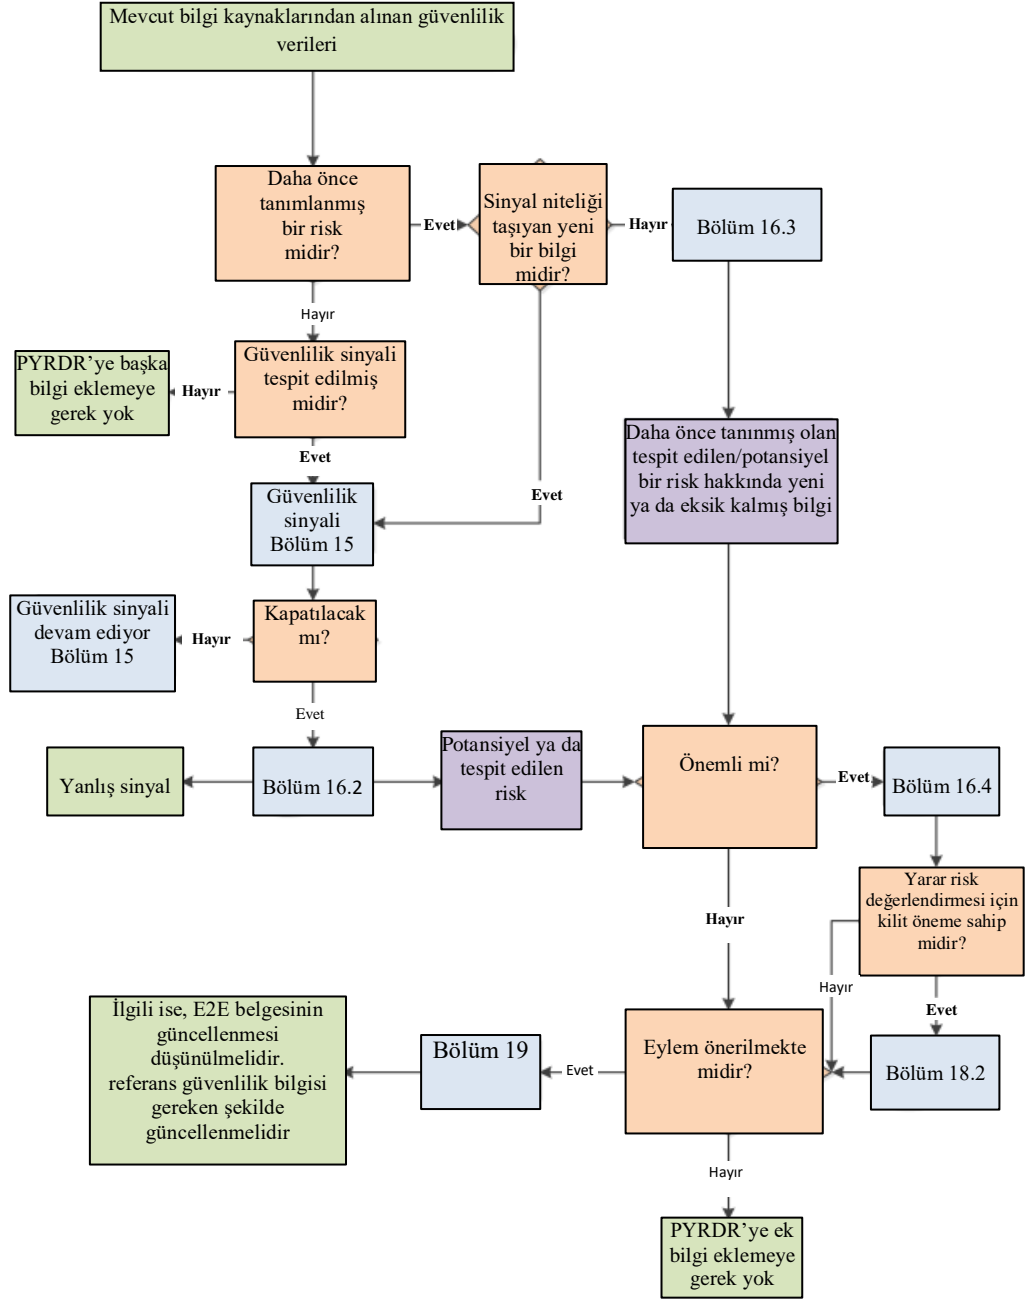 Mevcut bilgi kaynaklarından alınan güvenlilik
verileri
Daha önce
tanımlanmış
bir risk
midir?
Evet
Sinyal niteliği
taşıyan yeni
bir bilgi
midir?
Hayır
Bölüm 16.3
Hayır
Güvenlilik sinyali
tespit edilmiş
midir?
Hayır
PYRDR’ye başka
bilgi eklemeye
gerek yok
Evet
Daha önce tanınmış olan
tespit edilen/potansiyel
bir risk hakkında yeni
ya da eksik kalmış bilgi
Güvenlilik
sinyali
Bölüm 15
Evet
Kapatılacak
mı?
Hayır
Güvenlilik sinyali
devam ediyor
Bölüm 15
Evet
Yanlış sinyal
Bölüm 16.2
Potansiyel ya da
tespit edilen
risk
Önemli mi?
Evet
Bölüm 16.4
Yarar risk
değerlendirmesi için
kilit öneme sahip
midir?
Hayır
Hayır
Evet
Bölüm 18.2
Eylem önerilmekte
midir?
Evet
Bölüm 19
İlgili ise, E2E belgesinin
güncellenmesi
düşünülmelidir.
referans güvenlilik bilgisi
gereken şekilde
güncellenmelidir
Hayır
PYRDR’ye ek
bilgi eklemeye
gerek yok